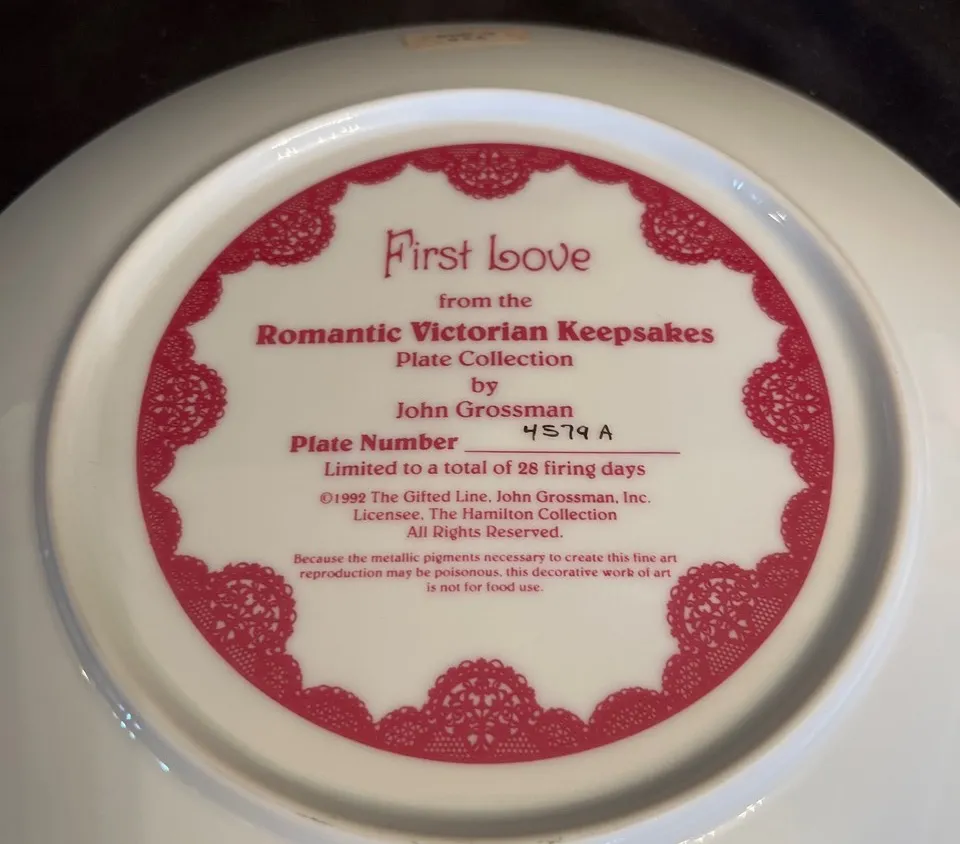 First Love
from the
Romantic Victorian Keepsakes
Plate Collection
by
John Grossman
Plate Number 4579 A
Limited to a total of 28 firing days
©1992 The Gifted Line, John Grossman, Inc.
Licensee, The Hamilton Collection
All Rights Reserved.
Because the metallic pigments necessary to create this fine art
reproduction may be poisonous, this decorative work of art
is not for food use.